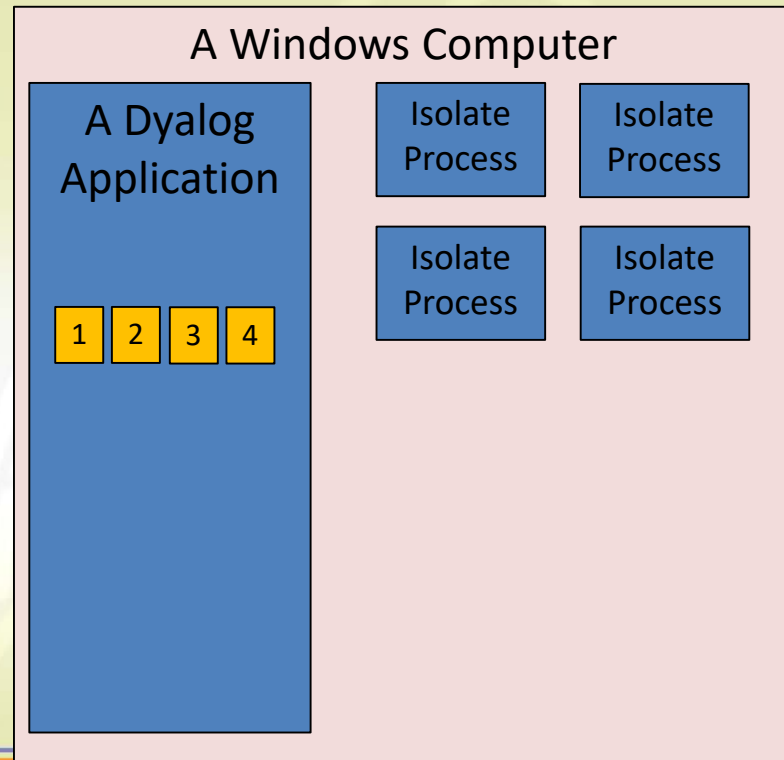 A Windows Computer
A Dyalog
Application
1 2 3 4
Isolate
Process
Isolate
Process
Isolate
Process
Isolate
Process